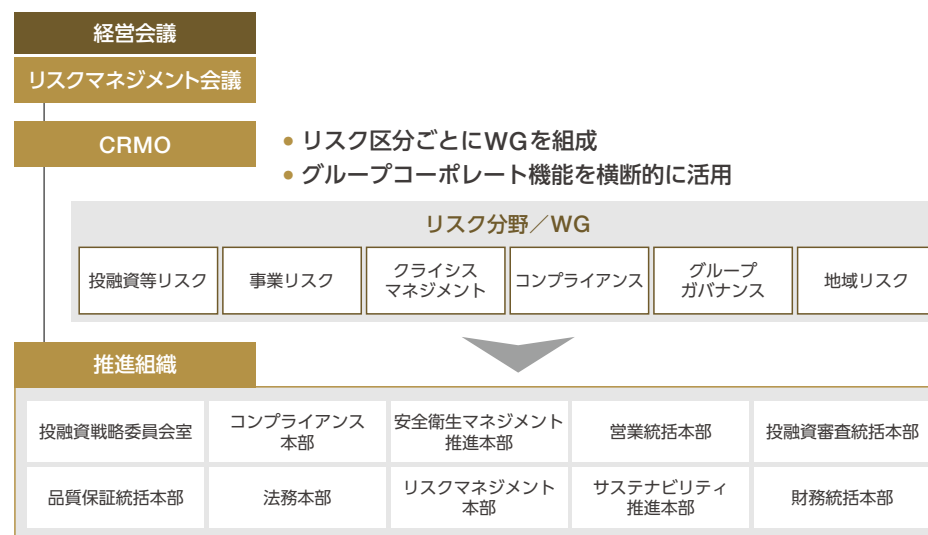 経営会議
リスクマネジメント会議
CRMO
• リスク区分ごとにWGを組成
• グループコーポレート機能を横断的に活用
リスク分野／WG
投融資等リスク
事業リスク
クライシス
マネジメント
コンプライアンス
グループ
ガバナンス
地域リスク
推進組織
投融資戦略委員会室
コンプライアンス
本部
安全衛生マネジメント
推進本部
営業統括本部
投融資審査統括本部
品質保証統括本部
法務本部
リスクマネジメント
本部
サステナビリティ
推進本部
財務統括本部